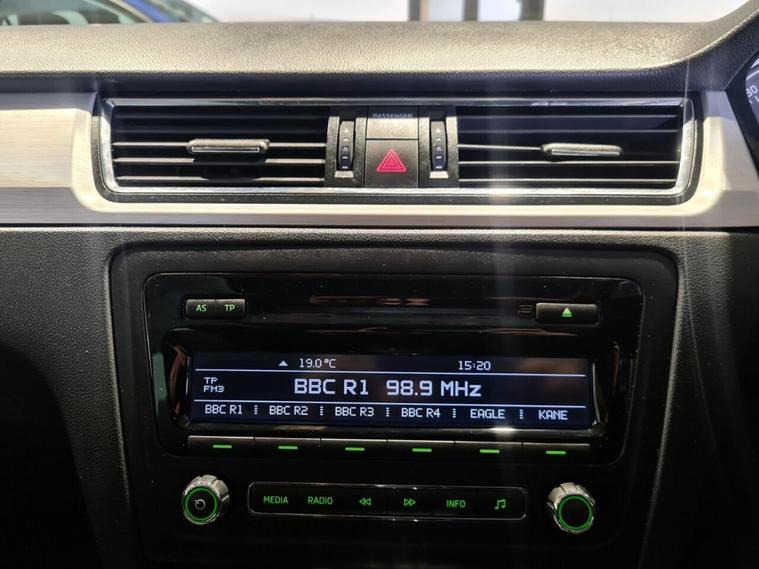 PASSENGER
AS TP
19.0°C 15:20
TP
FM3
BBC R1 98.9 MHz
BBC R1 BBC R2 BBC R3 BBC R4 EAGLE KANE
MEDIA RADIO INFO